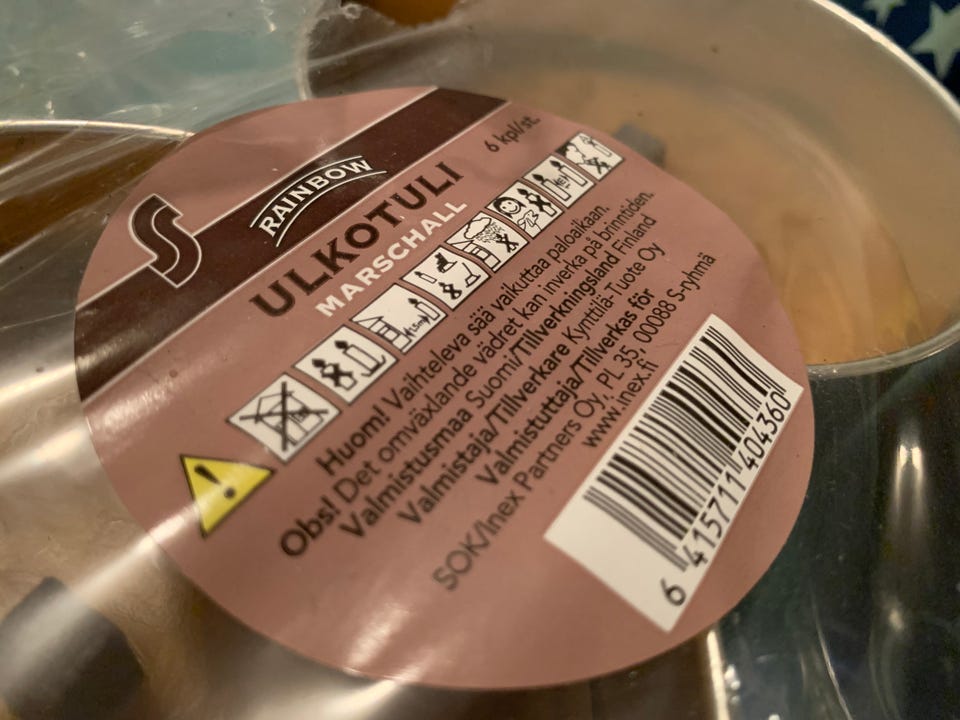 RAINBOW
ULKOTULI
MARSCHALL
6 kpl/st.
Huom! Vaihteleva sää vaikuttaa paloaikaan.
Obs! Det omväxlande vädret kan inverka på brinntiden.
Valmistusmaa Suomi/Tillverkningsland Finland
Valmistaja/Tillverkare Kynttilä-Tuote Oy
Valmistuttaja/Tillverkas för
SOK/Inex Partners Oy, PL 35, 00088 S-ryhmä
www.inex.fi
6 415711 404360